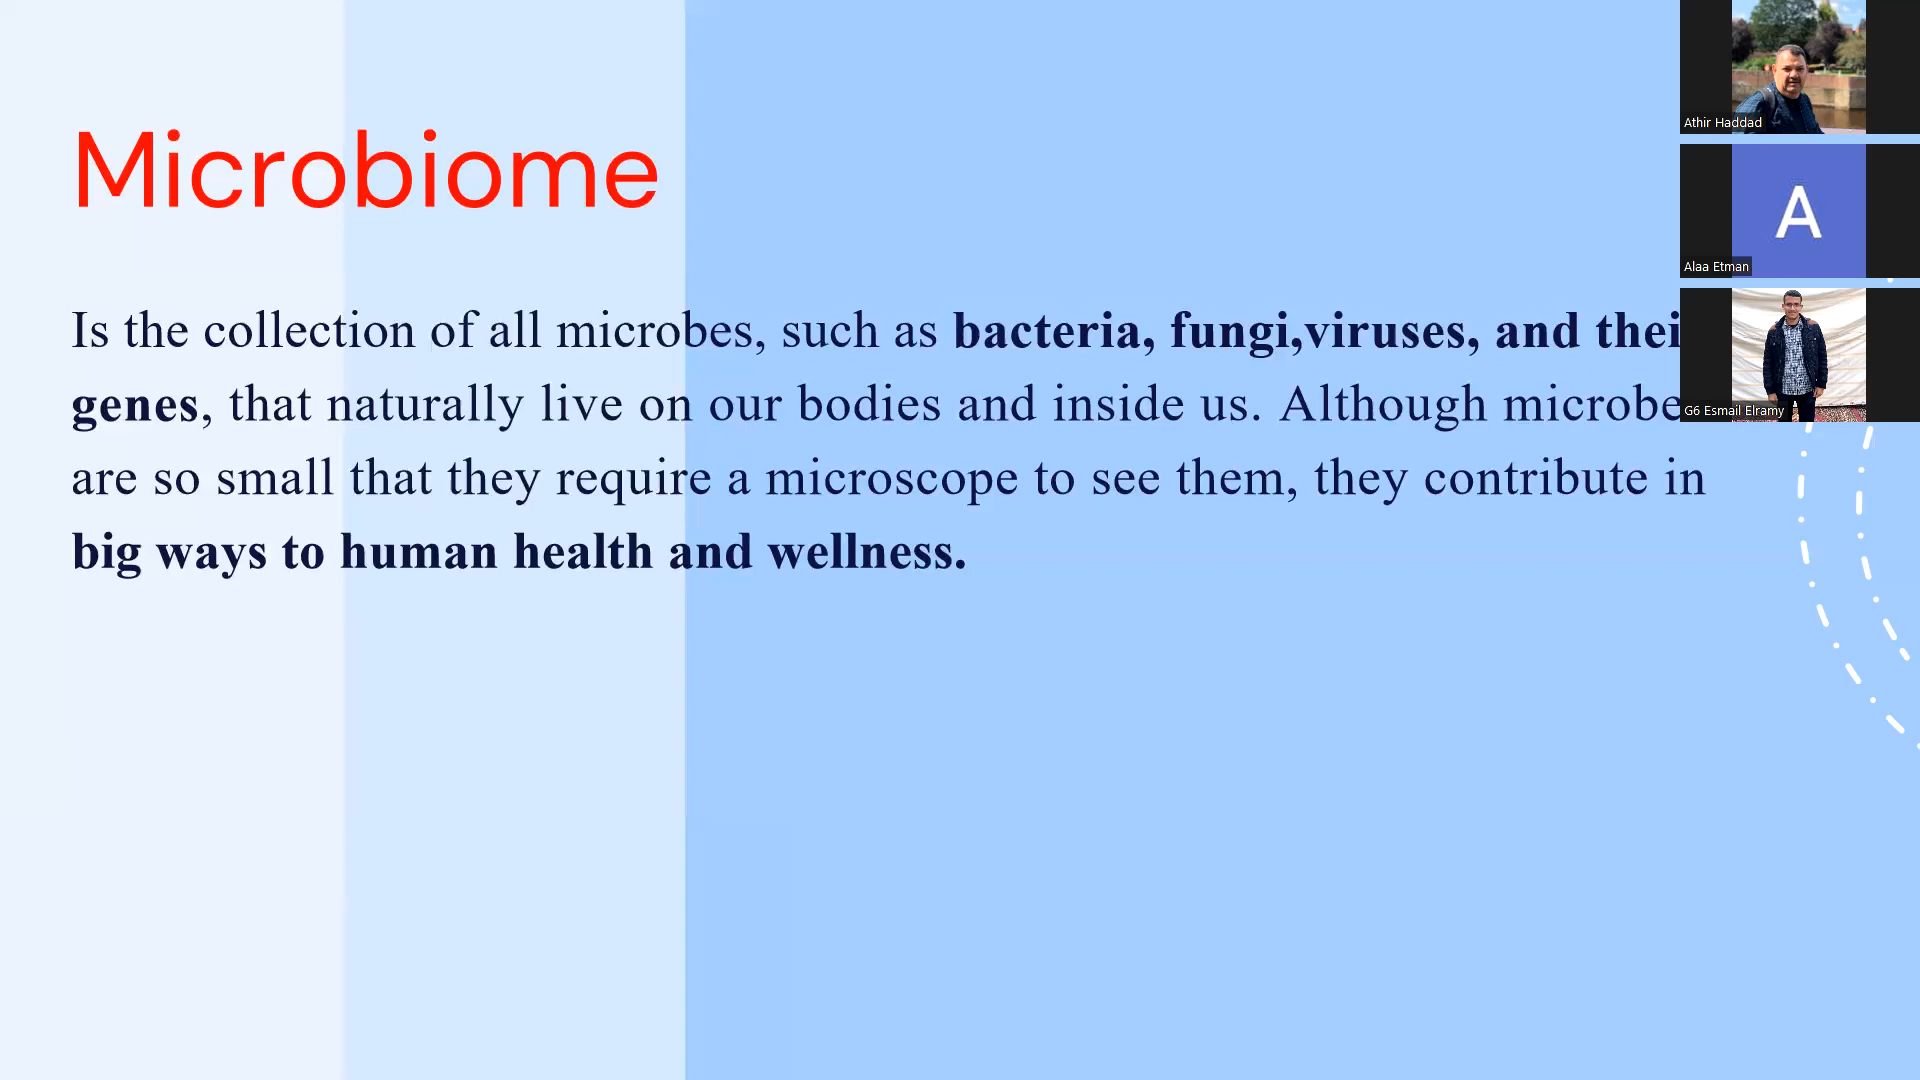 Microbiome
Is the collection of all microbes, such as bacteria, fungi,viruses, and thei
genes, that naturally live on our bodies and inside us. Although microbe
are so small that they require a microscope to see them, they contribute in
big ways to human health and wellness.
Athir Haddad
A
Alaa Etman
G6 Esmail Elramy